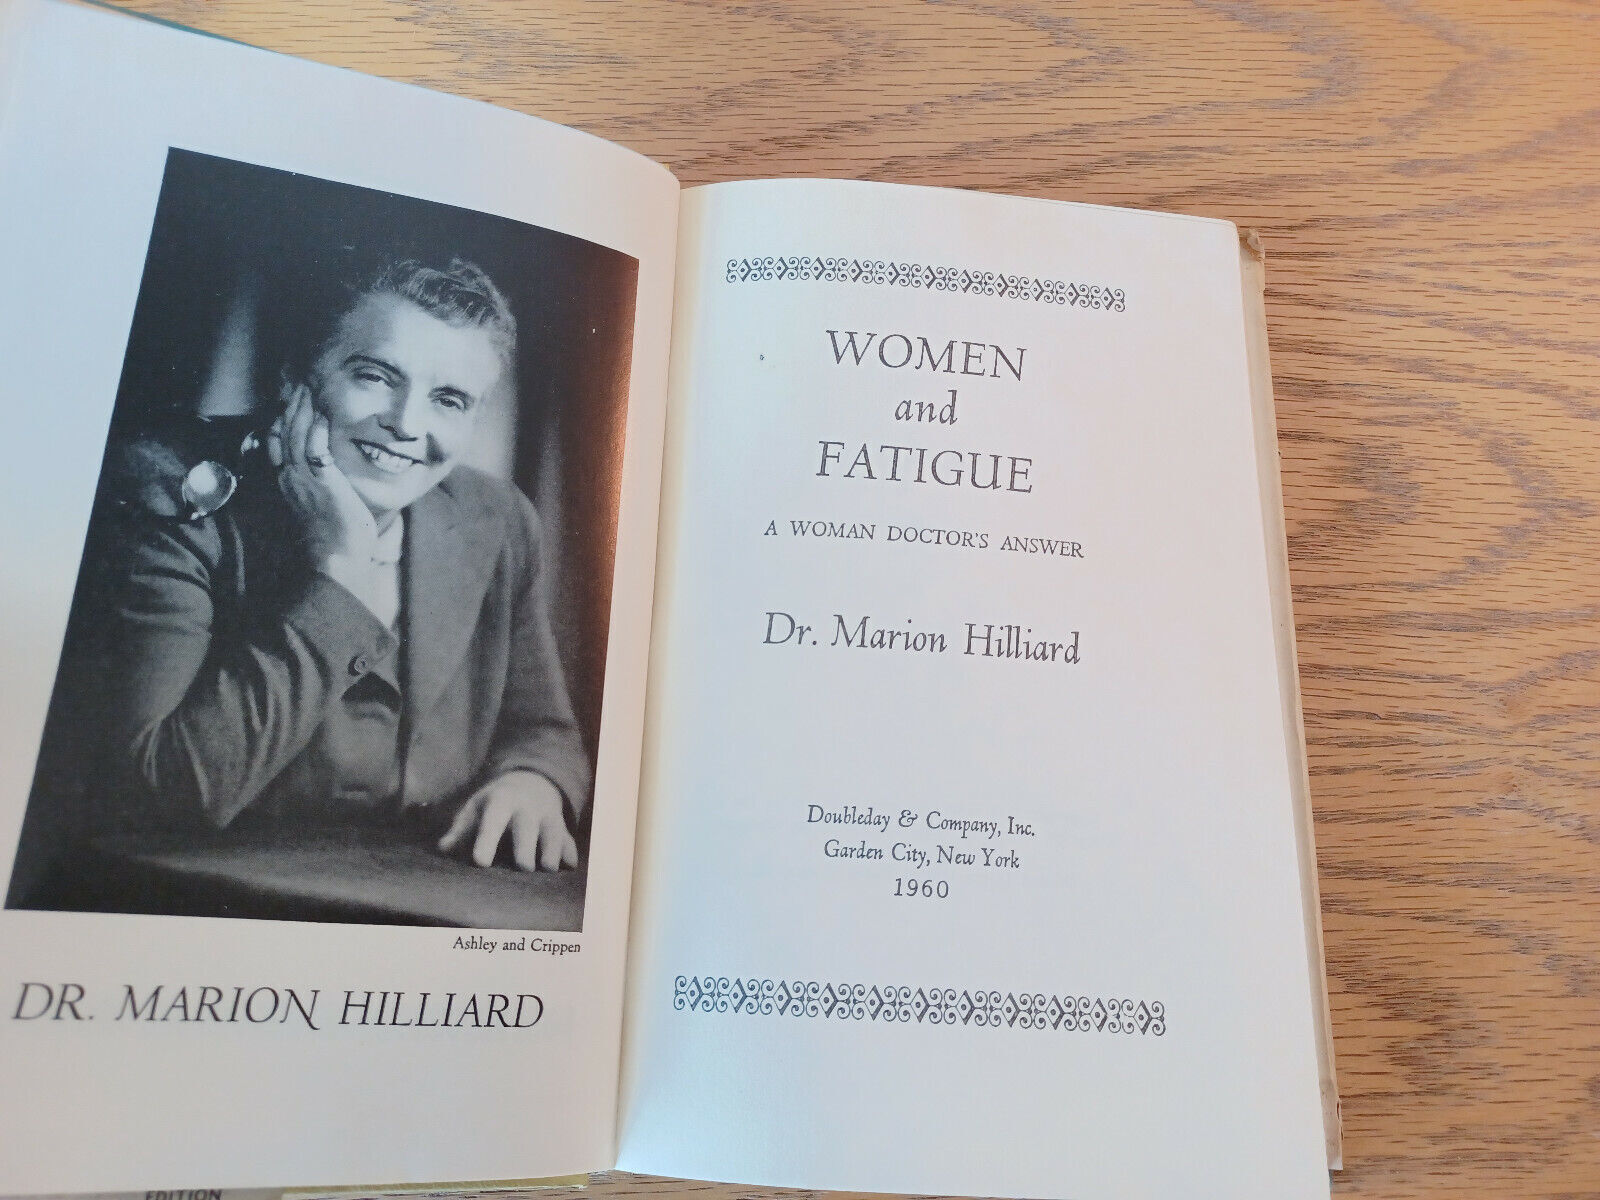 Ashley and Crippen
DR. MARION HILLIARD
WOMEN
and
FATIGUE
A WOMAN DOCTOR'S ANSWER
Dr. Marion Hilliard
Doubleday & Company, Inc.
Garden City, New York
1960
EDITION